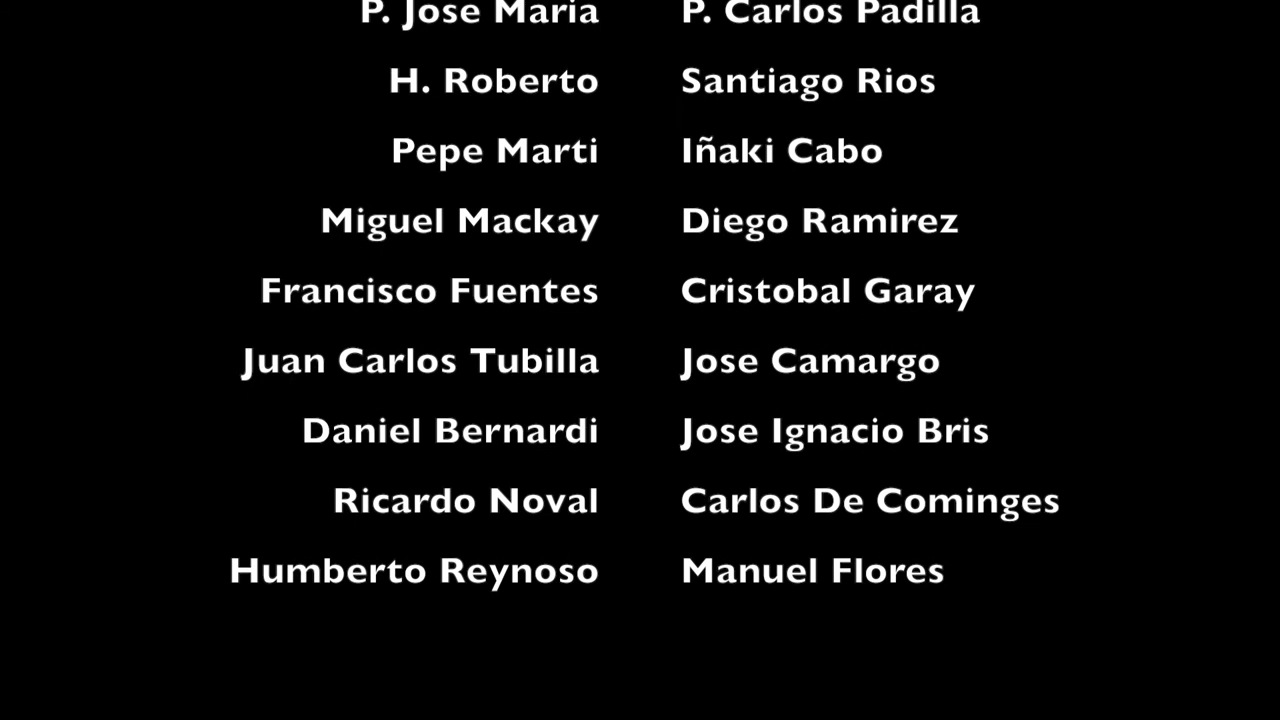 P. Jose Maria P. Carlos Padilla
H. Roberto Santiago Rios
Pepe Marti Iñaki Cabo
Miguel Mackay Diego Ramirez
Francisco Fuentes Cristobal Garay
Juan Carlos Tubilla Jose Camargo
Daniel Bernardi Jose Ignacio Bris
Ricardo Noval Carlos De Cominges
Humberto Reynoso Manuel Flores